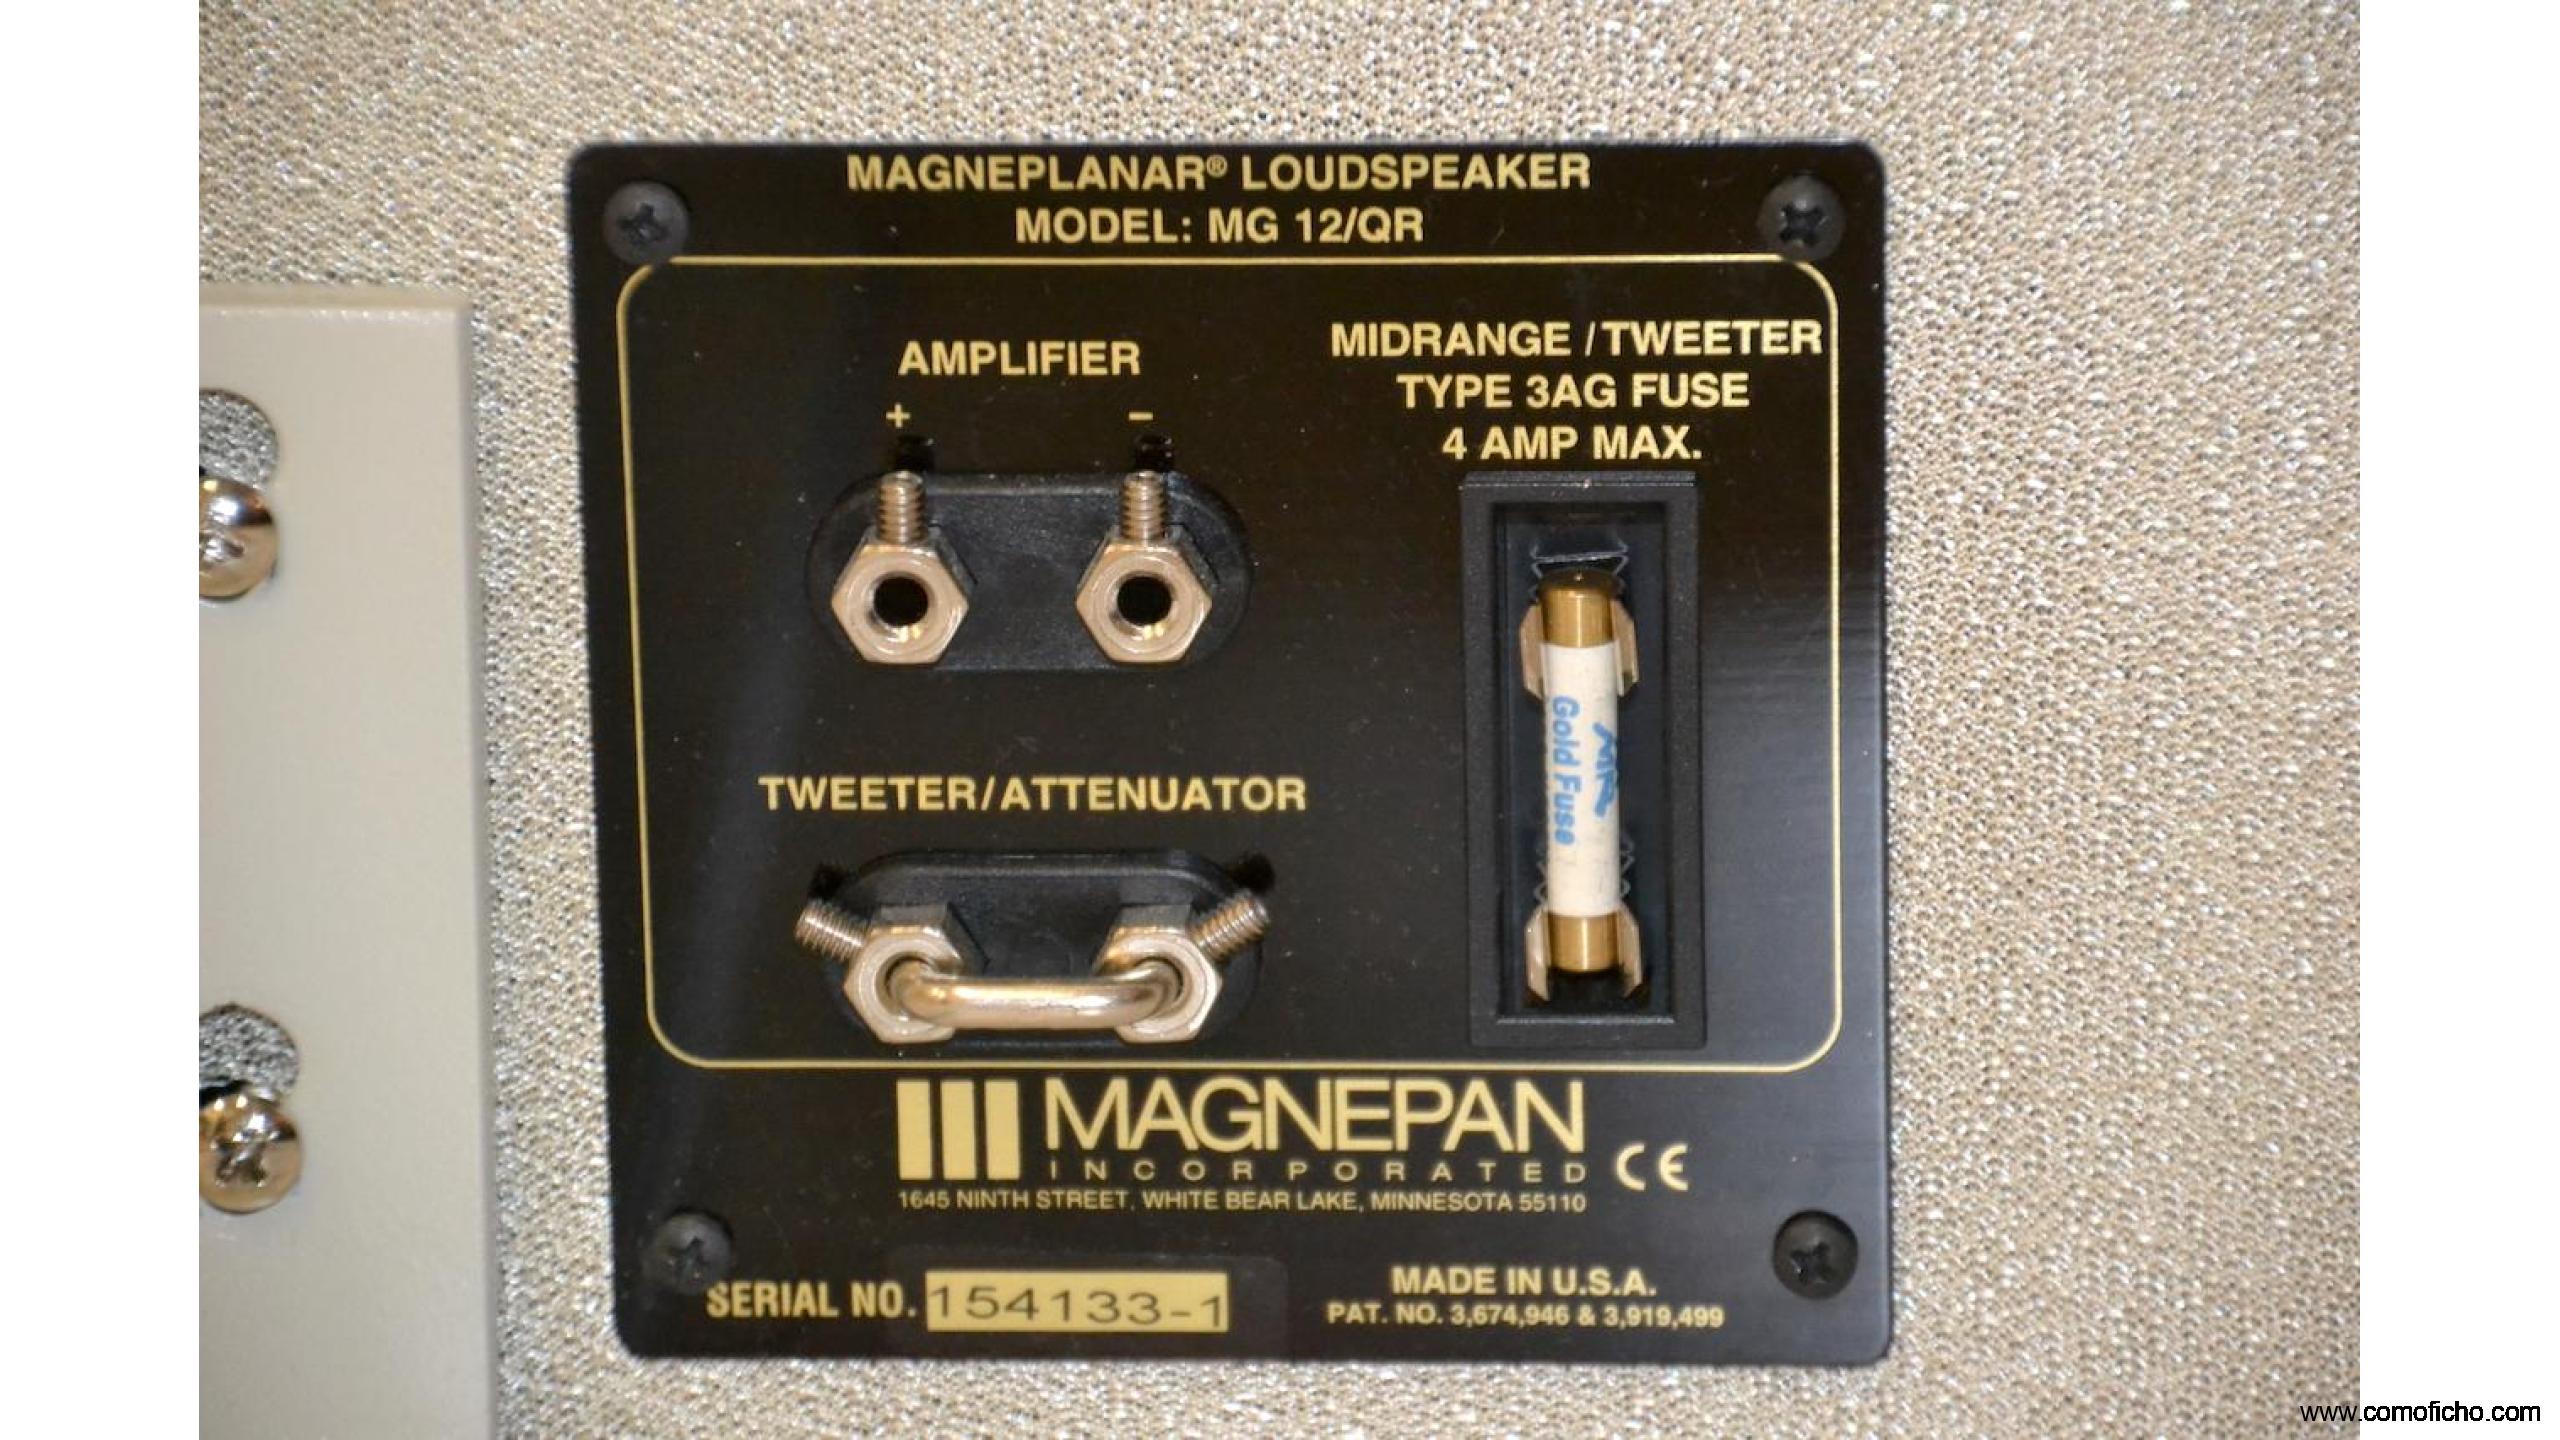 MAGNEPLANAR® LOUDSPEAKER
MODEL: MG 12/QR
AMPLIFIER
+ –
MIDRANGE / TWEETER
TYPE 3AG FUSE
4 AMP MAX.
Gold Fuse
TWEETER/ATTENUATOR
MAGNEPAN
INCORPORATED
CE
1645 NINTH STREET, WHITE BEAR LAKE, MINNESOTA 55110
SERIAL NO. 154133-1
MADE IN U.S.A.
PAT. NO. 3,674,946 & 3,919,499
www.comoficho.com